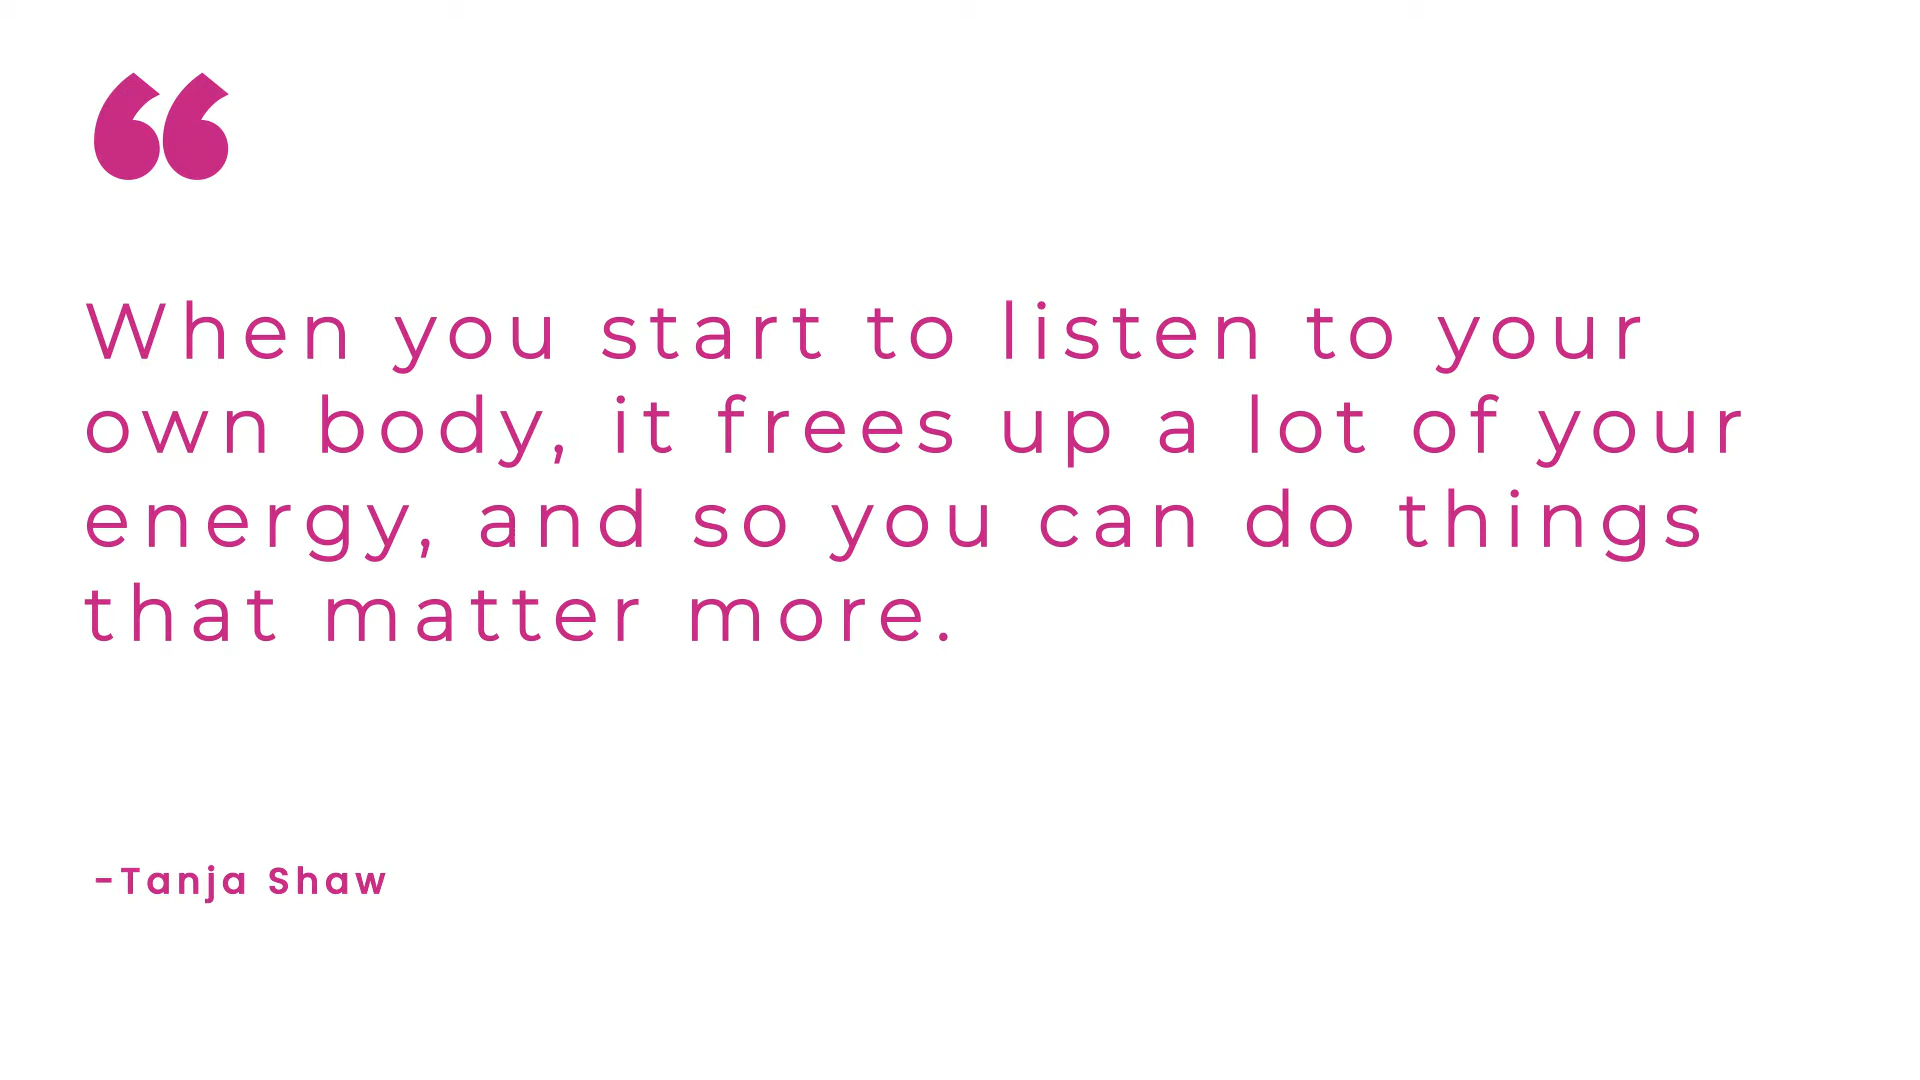 “
When you start to listen to your
own body, it frees up a lot of your
energy, and so you can do things
that matter more.
-Tanja Shaw